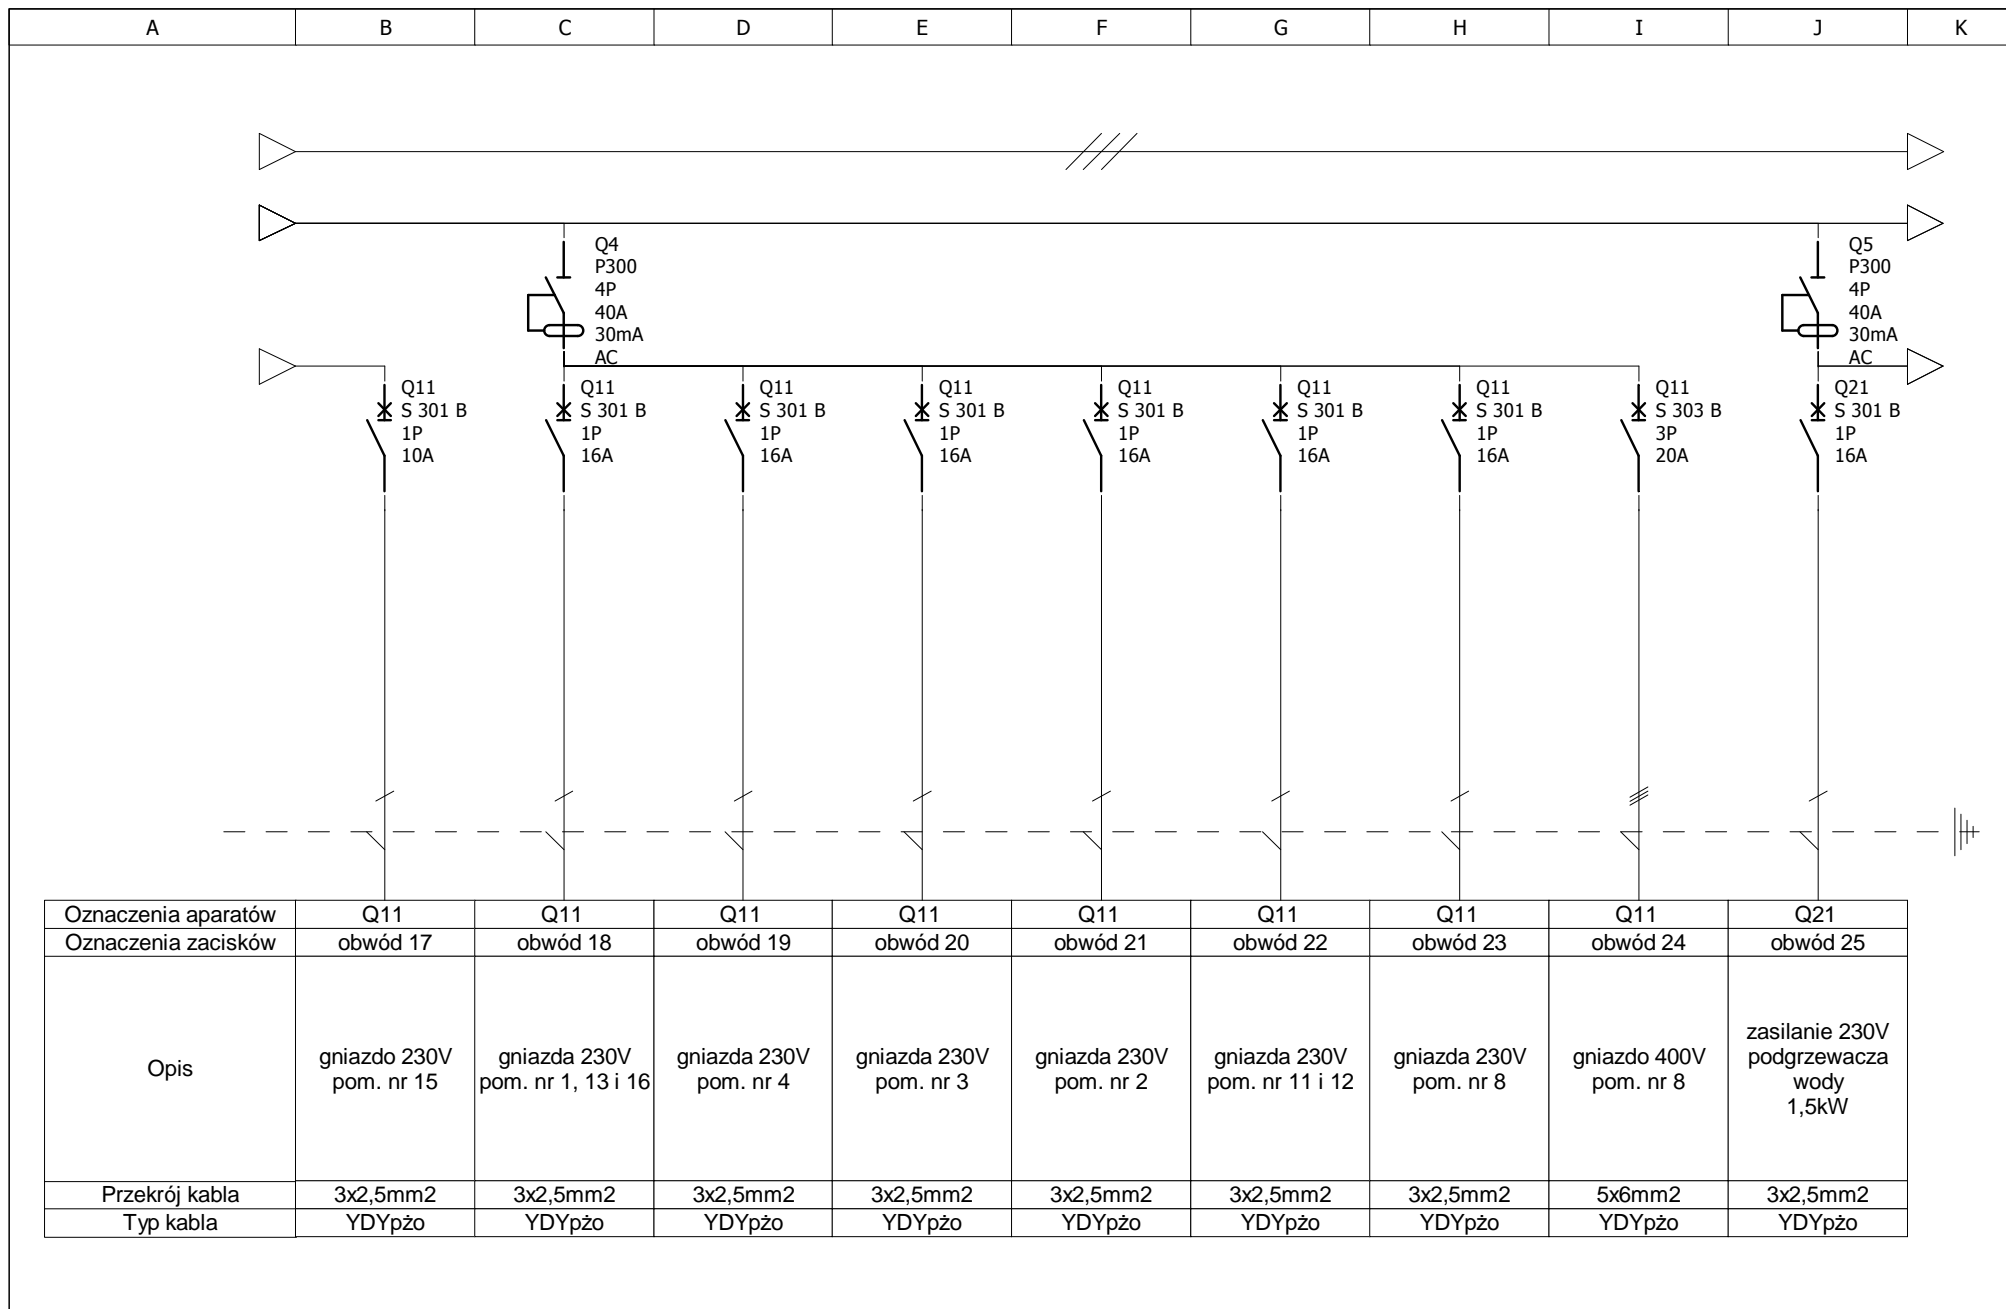 A B C D E F G H I J K
Q4
P300
4P
40A
30mA
AC
Q5
P300
4P
40A
30mA
AC
Q11
S 301 B
1P
10A
Q11
S 301 B
1P
16A
Q11
S 301 B
1P
16A
Q11
S 301 B
1P
16A
Q11
S 301 B
1P
16A
Q11
S 301 B
1P
16A
Q11
S 301 B
1P
16A
Q11
S 303 B
3P
20A
Q21
S 301 B
1P
16A
Oznaczenia aparatów Q11 Q11 Q11 Q11 Q11 Q11 Q11 Q11 Q21
Oznaczenia zacisków obwód 17 obwód 18 obwód 19 obwód 20 obwód 21 obwód 22 obwód 23 obwód 24 obwód 25
Opis
gniazdo 230V
pom. nr 15
gniazda 230V
pom. nr 1, 13 i 16
gniazda 230V
pom. nr 4
gniazda 230V
pom. nr 3
gniazda 230V
pom. nr 2
gniazda 230V
pom. nr 11 i 12
gniazda 230V
pom. nr 8
gniazdo 400V
pom. nr 8
zasilanie 230V
podgrzewacza
wody
1,5kW
Przekrój kabla 3x2,5mm2 3x2,5mm2 3x2,5mm2 3x2,5mm2 3x2,5mm2 3x2,5mm2 3x2,5mm2 5x6mm2 3x2,5mm2
Typ kabla YDYpżo YDYpżo YDYpżo YDYpżo YDYpżo YDYpżo YDYpżo YDYpżo YDYpżo